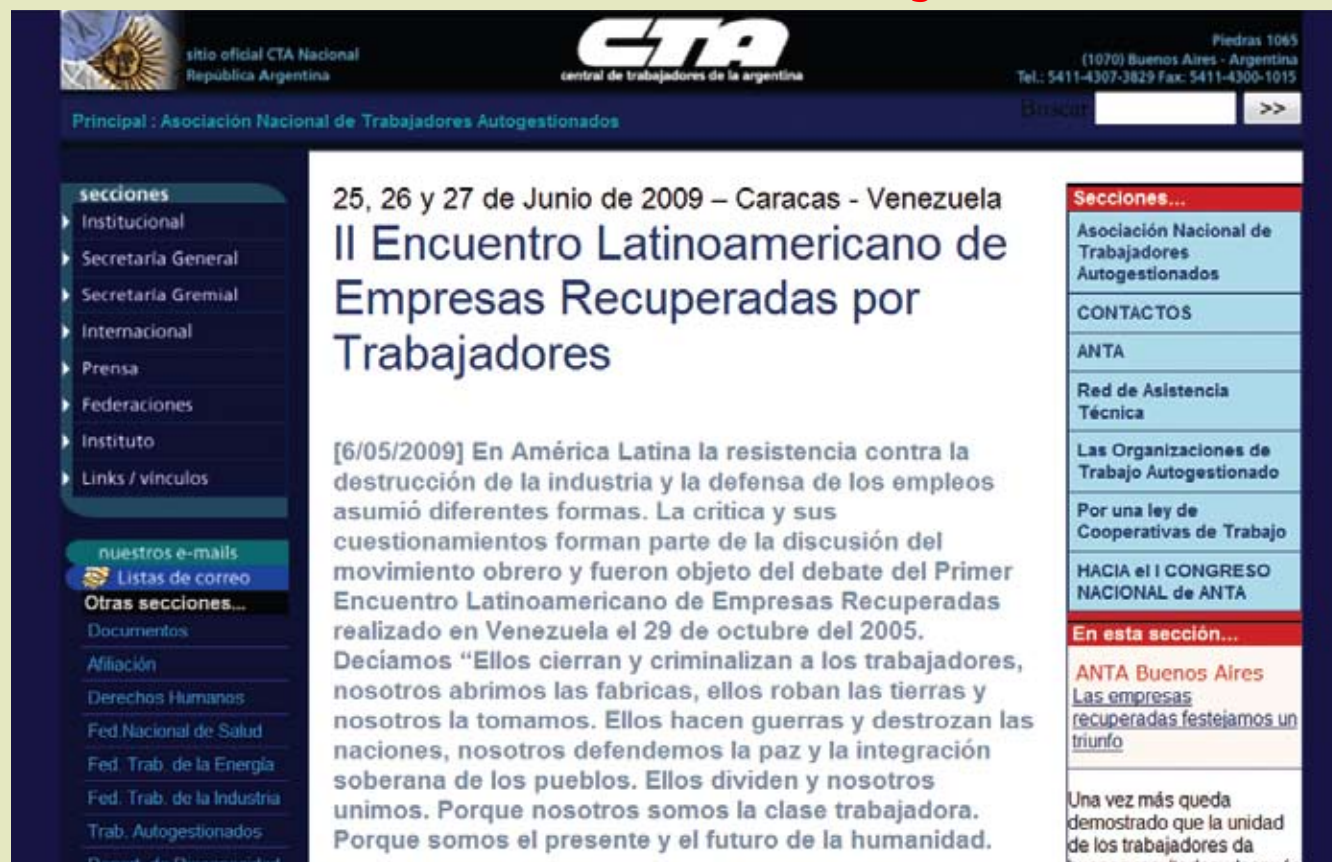 sitio oficial CTA Nacional
República Argentina
CTA
central de trabajadores de la argentina
Piedras 1065
(1070) Buenos Aires - Argentina
Tel.: 5411-4307-3829 Fax: 5411-4300-1015
Principal : Asociación Nacional de Trabajadores Autogestionados
Buscar
>>
secciones
Institucional
Secretaría General
Secretaría Gremial
Internacional
Prensa
Federaciones
Instituto
Links / vínculos
nuestros e-mails
Listas de correo
Otras secciones...
Documentos
Afiliación
Derechos Humanos
Fed.Nacional de Salud
Fed. Trab. de la Energía
Fed. Trab. de la Industria
Trab. Autogestionados
25, 26 y 27 de Junio de 2009 – Caracas - Venezuela
II Encuentro Latinoamericano de
Empresas Recuperadas por
Trabajadores
[6/05/2009] En América Latina la resistencia contra la
destrucción de la industria y la defensa de los empleos
asumió diferentes formas. La critica y sus
cuestionamientos forman parte de la discusión del
movimiento obrero y fueron objeto del debate del Primer
Encuentro Latinoamericano de Empresas Recuperadas
realizado en Venezuela el 29 de octubre del 2005.
Decíamos “Ellos cierran y criminalizan a los trabajadores,
nosotros abrimos las fabricas, ellos roban las tierras y
nosotros la tomamos. Ellos hacen guerras y destrozan las
naciones, nosotros defendemos la paz y la integración
soberana de los pueblos. Ellos dividen y nosotros
unimos. Porque nosotros somos la clase trabajadora.
Porque somos el presente y el futuro de la humanidad.
Secciones...
Asociación Nacional de
Trabajadores
Autogestionados
CONTACTOS
ANTA
Red de Asistencia
Técnica
Las Organizaciones de
Trabajo Autogestionado
Por una ley de
Cooperativas de Trabajo
HACIA el I CONGRESO
NACIONAL de ANTA
En esta sección...
ANTA Buenos Aires
Las empresas
recuperadas festejamos un
triunfo
Una vez más queda
demostrado que la unidad
de los trabajadores da